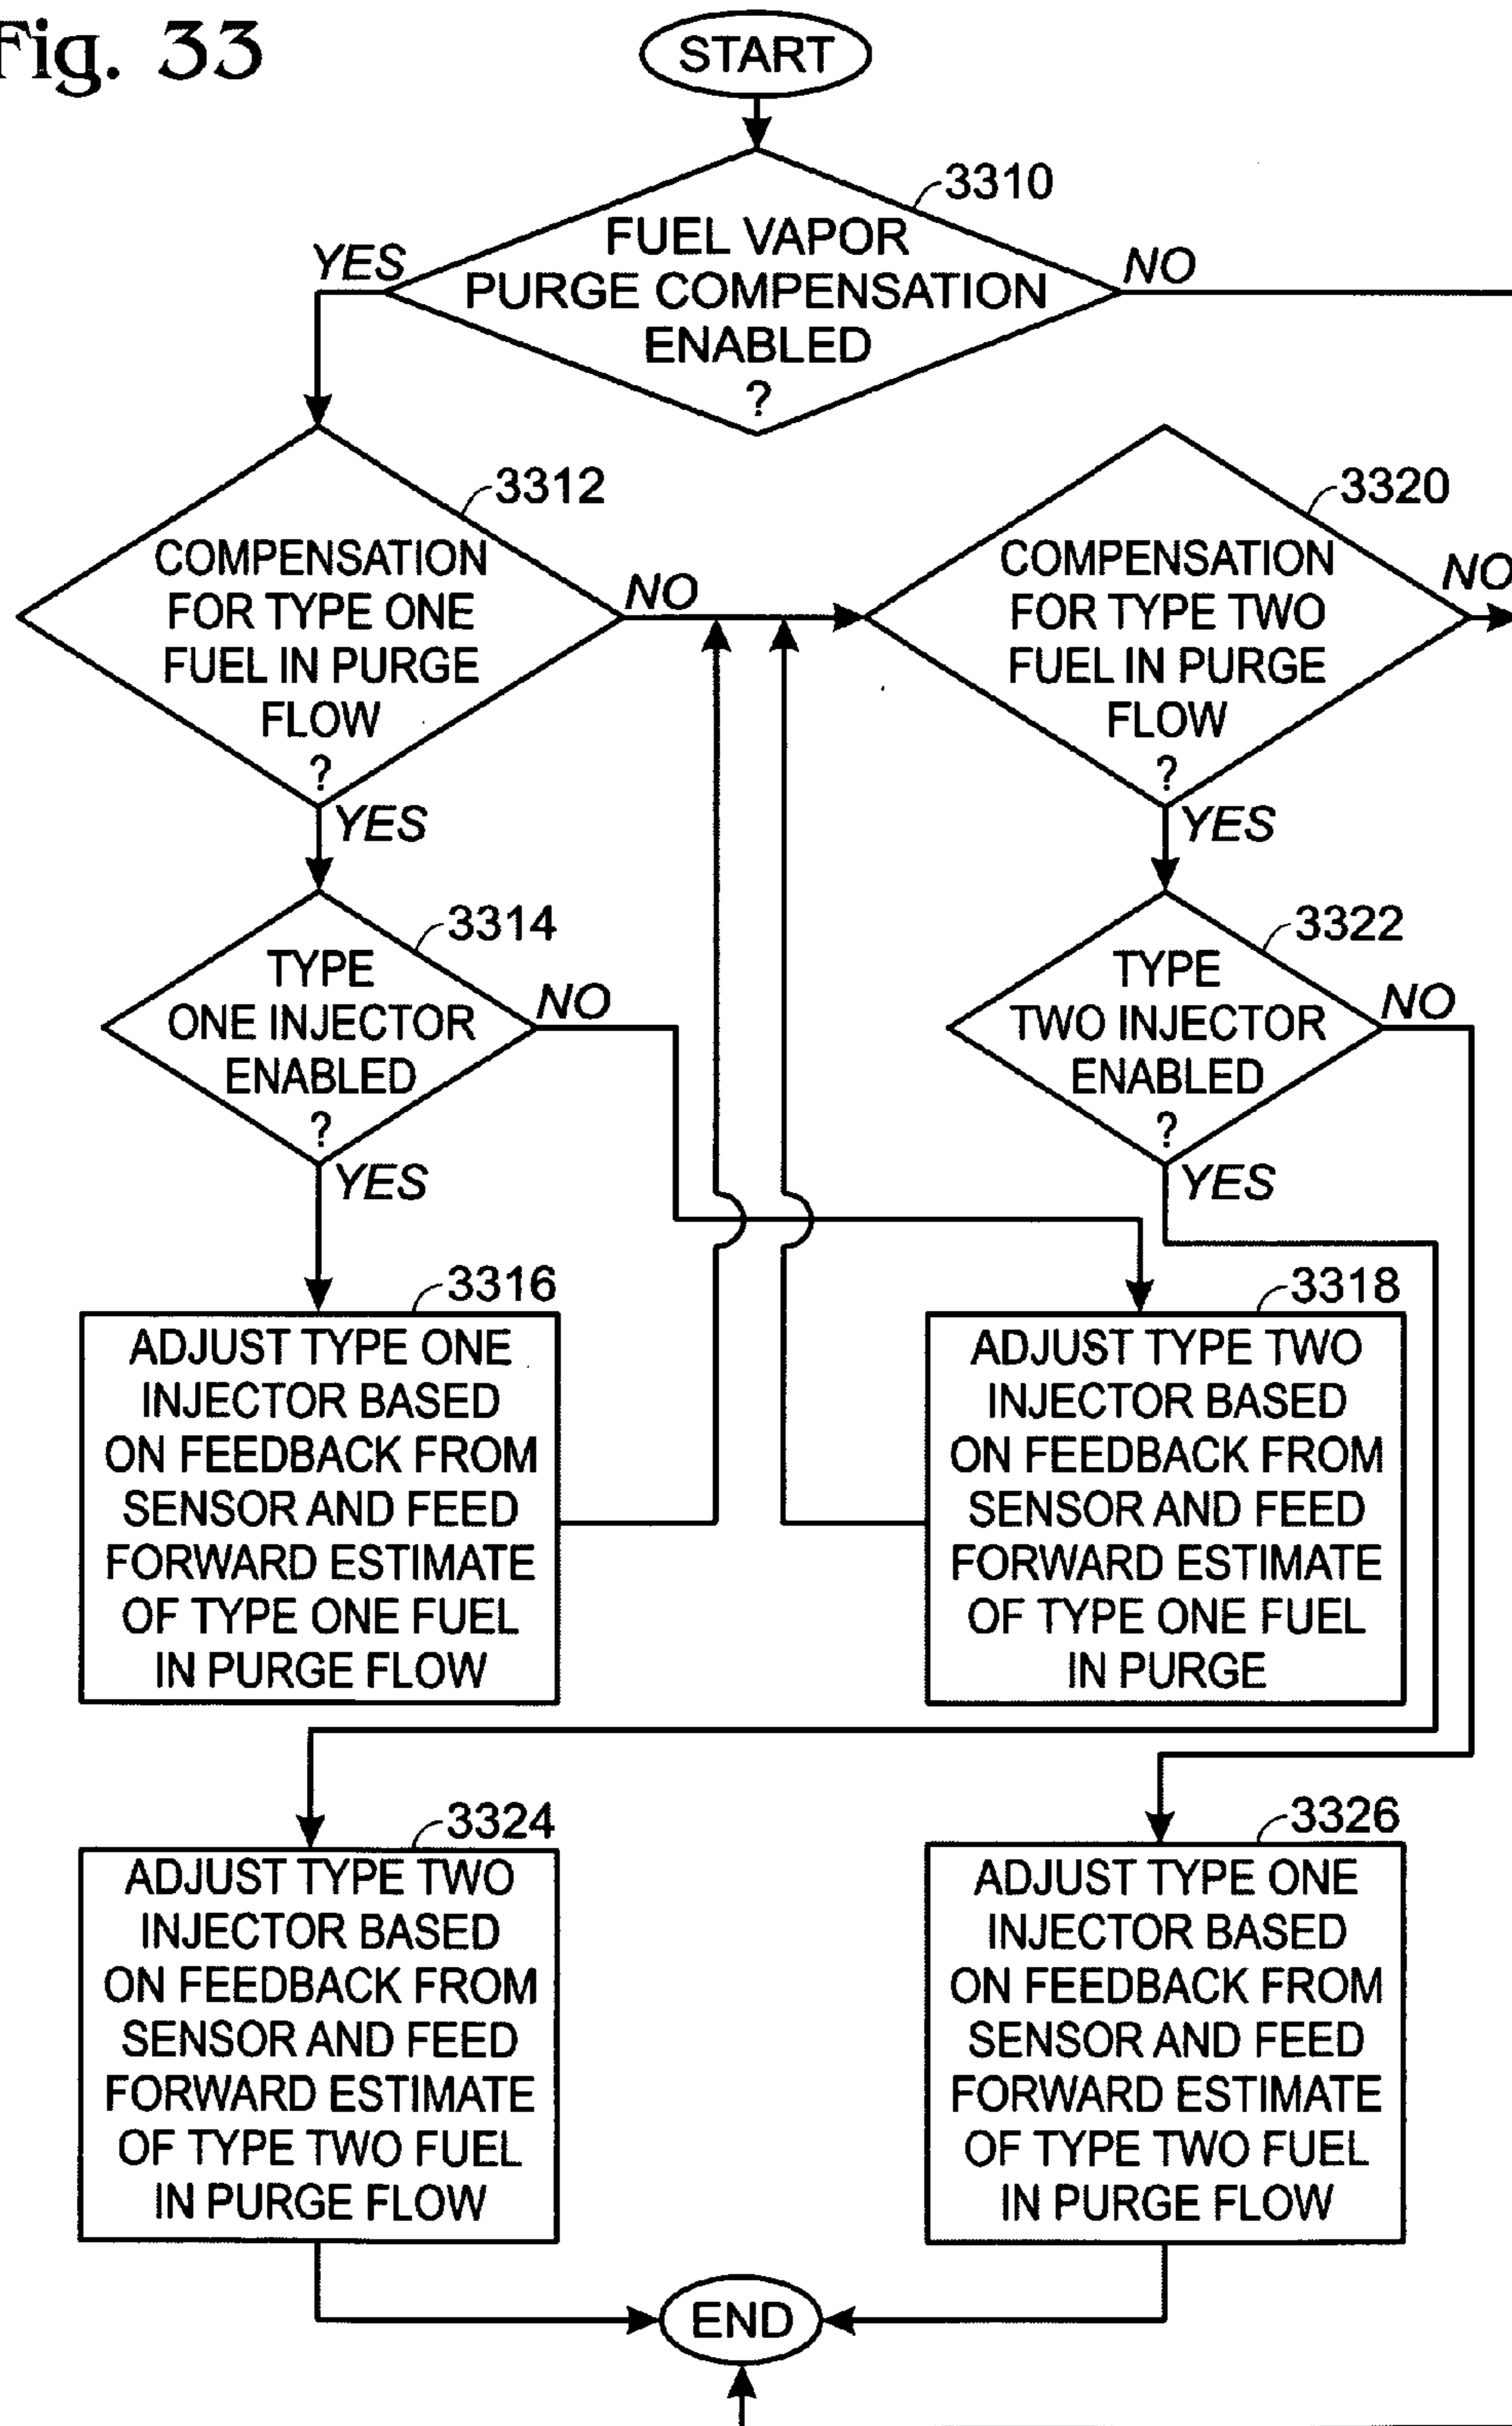 Fig. 33
START
3310
FUEL VAPOR
PURGE COMPENSATION
ENABLED
?
YES
NO
3312
COMPENSATION
FOR TYPE ONE
FUEL IN PURGE
FLOW
?
NO
YES
3320
COMPENSATION
FOR TYPE TWO
FUEL IN PURGE
FLOW
?
NO
YES
3314
TYPE
ONE INJECTOR
ENABLED
?
NO
YES
3322
TYPE
TWO INJECTOR
ENABLED
?
NO
YES
3316
ADJUST TYPE ONE
INJECTOR BASED
ON FEEDBACK FROM
SENSOR AND FEED
FORWARD ESTIMATE
OF TYPE ONE FUEL
IN PURGE FLOW
3318
ADJUST TYPE TWO
INJECTOR BASED
ON FEEDBACK FROM
SENSOR AND FEED
FORWARD ESTIMATE
OF TYPE ONE FUEL
IN PURGE
3324
ADJUST TYPE TWO
INJECTOR BASED
ON FEEDBACK FROM
SENSOR AND FEED
FORWARD ESTIMATE
OF TYPE TWO FUEL
IN PURGE FLOW
3326
ADJUST TYPE ONE
INJECTOR BASED
ON FEEDBACK FROM
SENSOR AND FEED
FORWARD ESTIMATE
OF TYPE TWO FUEL
IN PURGE FLOW
END